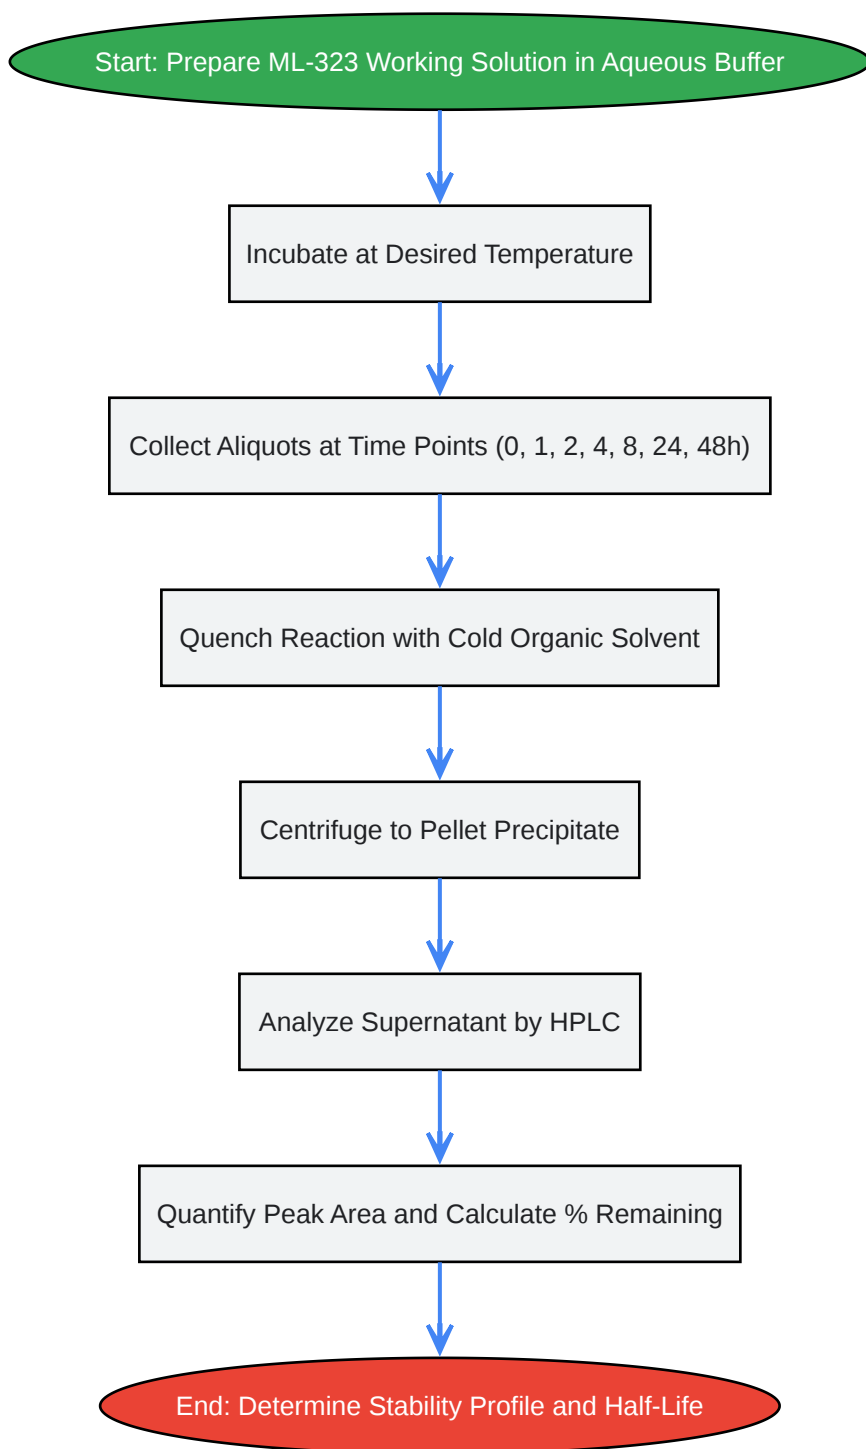 Start: Prepare ML-323 Working Solution in Aqueous Buffer
Incubate at Desired Temperature
Collect Aliquots at Time Points (0, 1, 2, 4, 8, 24, 48h)
Quench Reaction with Cold Organic Solvent
Centrifuge to Pellet Precipitate
Analyze Supernatant by HPLC
Quantify Peak Area and Calculate % Remaining
End: Determine Stability Profile and Half-Life